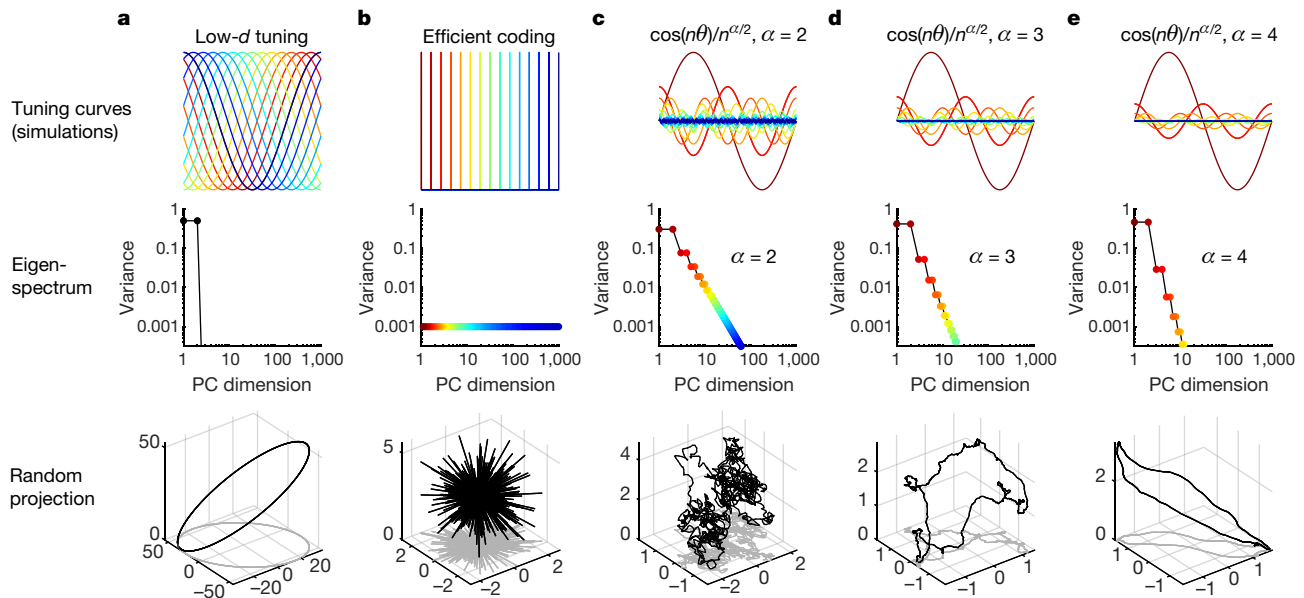 a
b
c
d
e
Low-d tuning
Efficient coding
cos(nθ)/n^{α/2}, α = 2
cos(nθ)/n^{α/2}, α = 3
cos(nθ)/n^{α/2}, α = 4
Tuning curves
(simulations)
Eigen-
spectrum
Variance
1
0.1
0.01
0.001
1 10 100 1,000
PC dimension
Variance
1
0.1
0.01
0.001
1 10 100 1,000
PC dimension
Variance
1
0.1
0.01
0.001
α = 2
1 10 100 1,000
PC dimension
Variance
1
0.1
0.01
0.001
α = 3
1 10 100 1,000
PC dimension
Variance
1
0.1
0.01
0.001
α = 4
1 10 100 1,000
PC dimension
Random
projection
50
0
50
0
−50
−20
0
20
5
0
2
0
−2
−2
0
2
4
2
0
1
0
−1
−2
0
2
2
1
0
1
0
−1
−1
0
1
2
0
1
0
−1
−1
0
1